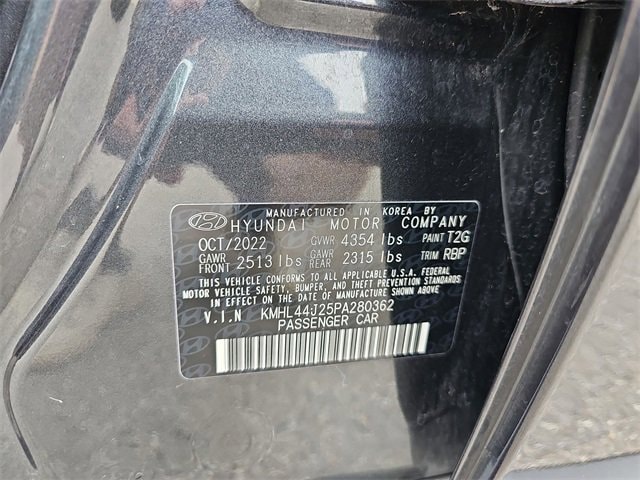 MANUFACTURED IN KOREA BY
HYUNDAI MOTOR COMPANY
OCT/2022 GVWR 4354 lbs PAINT T2G
GAWR FRONT 2513 lbs GAWR REAR 2315 lbs TRIM RBP
THIS VEHICLE CONFORMS TO ALL APPLICABLE U.S.A. FEDERAL
MOTOR VEHICLE SAFETY, BUMPER, AND THEFT PREVENTION STANDARDS
IN EFFECT ON THE DATE OF MANUFACTURE SHOWN ABOVE.
V.I.N KMHL44J25PA280362
PASSENGER CAR